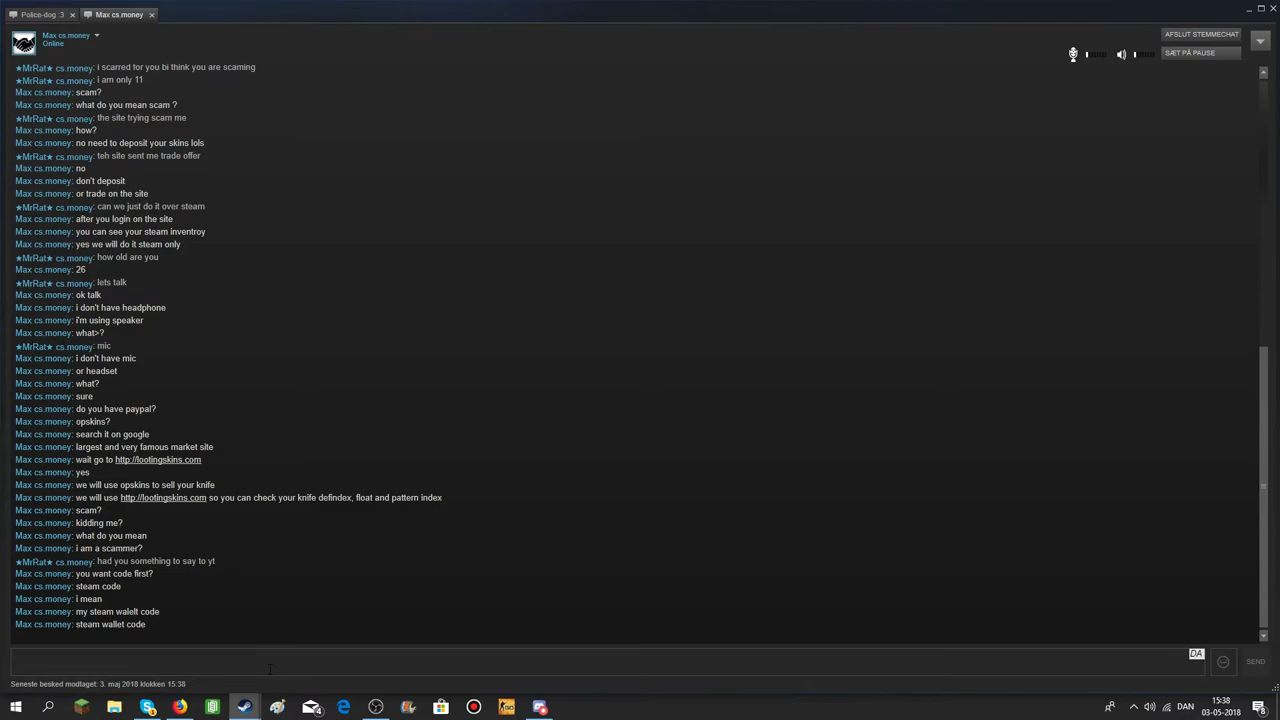 Police-dog 3
Max cs.money
Max cs.money
Online
AFSLUT STEMMECHAT
SÆT PÅ PAUSE
★MrRat★ cs.money: i scarred for you bi think you are scaming
★MrRat★ cs.money: i am only 11
Max cs.money: scam?
Max cs.money: what do you mean scam ?
★MrRat★ cs.money: the site trying scam me
Max cs.money: how?
Max cs.money: no need to deposit your skins lols
★MrRat★ cs.money: teh site sent me trade offer
Max cs.money: no
Max cs.money: don't deposit
Max cs.money: or trade on the site
★MrRat★ cs.money: can we just do it over steam
Max cs.money: after you login on the site
Max cs.money: you can see your steam inventroy
Max cs.money: yes we will do it steam only
★MrRat★ cs.money: how old are you
Max cs.money: 26
★MrRat★ cs.money: lets talk
Max cs.money: ok talk
Max cs.money: i don't have headphone
Max cs.money: i'm using speaker
Max cs.money: what>?
★MrRat★ cs.money: mic
Max cs.money: i don't have mic
Max cs.money: or headset
Max cs.money: what?
Max cs.money: sure
Max cs.money: do you have paypal?
Max cs.money: opskins?
Max cs.money: search it on google
Max cs.money: largest and very famous market site
Max cs.money: wait go to http://lootingskins.com
Max cs.money: yes
Max cs.money: we will use opskins to sell your knife
Max cs.money: we will use http://lootingskins.com so you can check your knife defindex, float and pattern index
Max cs.money: scam?
Max cs.money: kidding me?
Max cs.money: what do you mean
Max cs.money: i am a scammer?
★MrRat★ cs.money: had you something to say to yt
Max cs.money: you want code first?
Max cs.money: steam code
Max cs.money: i mean
Max cs.money: my steam walelt code
Max cs.money: steam wallet code
DA
SEND
Seneste besked modtaget: 3. maj 2018 klokken 15:38
DAN
15:38
03-05-2018